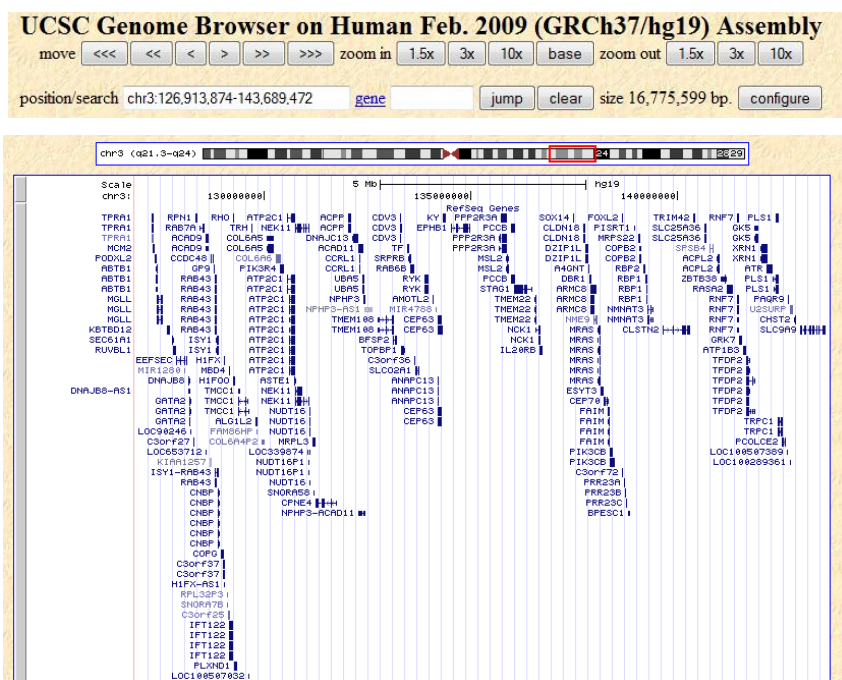 UCSC Genome Browser on Human Feb. 2009 (GRCh37/hg19) Assembly
move <<< << < > >> >>> zoom in 1.5x 3x 10x base zoom out 1.5x 3x 10x
position/search chr3:126,913,874-143,689,472 gene jump clear size 16,775,599 bp. configure
chr3 (q21.3-q24) 24 26 29
Scale 5 Mb hg19
chr3: 130000000 135000000 140000000
RefSeq Genes
TPRA1 RPN1 RHO ATP2C1 ACPP CDV3 KY PPP2R3A SOX14 FOXL2 TRIM42 RNF7 PLS1
TPRA1 RAB7A TRH NEK11 ACPP CDV3 EPHB1 PCCB CLDN18 PISRT1 SLC25A36 RNF7 GK5
TPRA1 ACAD9 COL6A5 DNAJC13 CDV3 PPP2R3A CLDN18 MRPS22 SLC25A36 RNF7 GK5
MCM2 ACAD9 COL6A5 ACAD11 TF PPP2R3A DZIP1L COPB2 SPSB4 XRN1
PODXL2 CCDC48 COL6A6 CCRL1 SRPRB MSL2 DZIP1L COPB2 ACPL2 XRN1
ABTB1 GP9 PIK3R4 CCRL1 RAB6B MSL2 A4GNT RBP2 ACPL2 ATR
ABTB1 RAB43 ATP2C1 UBA5 RYK PCCB DBR1 RBP1 ZBTB38 PLS1
ABTB1 RAB43 ATP2C1 UBA5 RYK STAG1 ARMC8 RBP1 RASA2 PLS1
MGLL RAB43 ATP2C1 NPHP3 AMOTL2 TMEM22 ARMC8 RBP1 RNF7 PAQR9
MGLL RAB43 ATP2C1 NPHP3-AS1 MIR4788 TMEM22 ARMC8 NMNAT3 RNF7 U2SURP
MGLL RAB43 ATP2C1 TMEM108 CEP63 TMEM22 NME9 NMNAT3 RNF7 CHST2
KBTBD12 RAB43 ATP2C1 TMEM108 CEP63 NCK1 MRAS CLSTN2 RNF7 SLC9A9
SEC61A1 ISY1 ATP2C1 BFSP2 NCK1 MRAS GRK7
RUVBL1 ISY1 ATP2C1 TOPBP1 IL20RB MRAS ATP1B3
EEFSEC H1FX ATP2C1 C3orf36 MRAS TFDP2
MIR1280 MBD4 ATP2C1 SLCO2A1 MRAS TFDP2
DNAJB8 H1FOO ASTE1 ANAPC13 MRAS TFDP2
DNAJB8-AS1 TMCC1 NEK11 ANAPC13 ESYT3 TFDP2
GATA2 TMCC1 NEK11 ANAPC13 CEP70 TFDP2
GATA2 TMCC1 NUDT16 CEP63 FAIM TFDP2
GATA2 ALG1L2 NUDT16 CEP63 FAIM TRPC1
LOC90246 FAM86HP NUDT16 FAIM TRPC1
C3orf27 COL6A4P2 MRPL3 FAIM PCOLCE2
LOC653712 LOC339874 PIK3CB LOC100507389
KIAA1257 NUDT16P1 PIK3CB LOC100289361
ISY1-RAB43 NUDT16P1 C3orf72
RAB43 NUDT16 PRR23A
CNBP SNORA58 PRR23B
CNBP CPNE4 PRR23C
CNBP NPHP3-ACAD11 BPESC1
CNBP
CNBP
CNBP
COPG
C3orf37
C3orf37
H1FX-AS1
RPL32P3
SNORA7B
C3orf25
IFT122
IFT122
IFT122
IFT122
PLXND1
LOC100507032